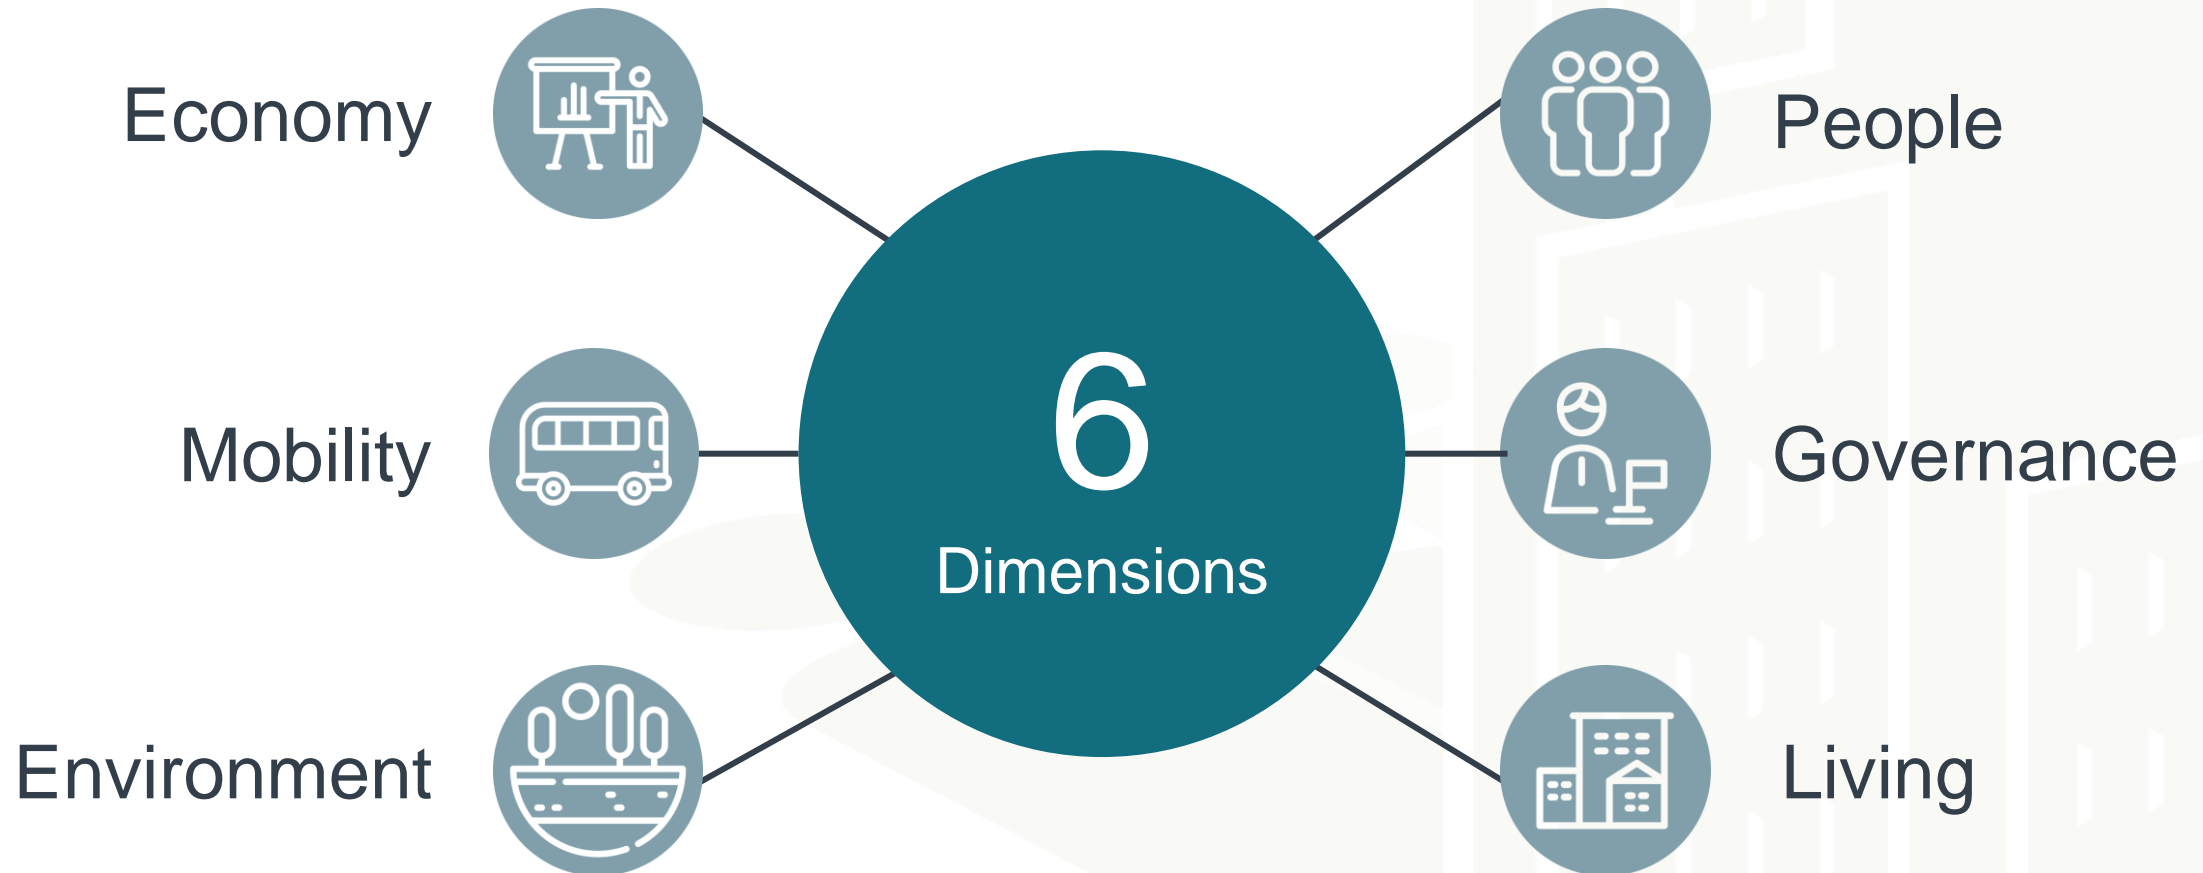 Economy
People
6
Dimensions
Mobility
Governance
Environment
Living